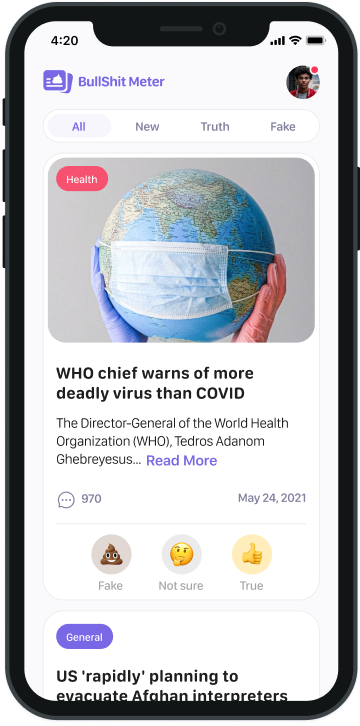 4:20
BullShit Meter
All New Truth Fake
Health
WHO chief warns of more
deadly virus than COVID
The Director-General of the World Health
Organization (WHO), Tedros Adanom
Ghebreyesus... Read More
970 May 24, 2021
Fake Not sure True
General
US 'rapidly' planning to
evacuate Afghan interpreters